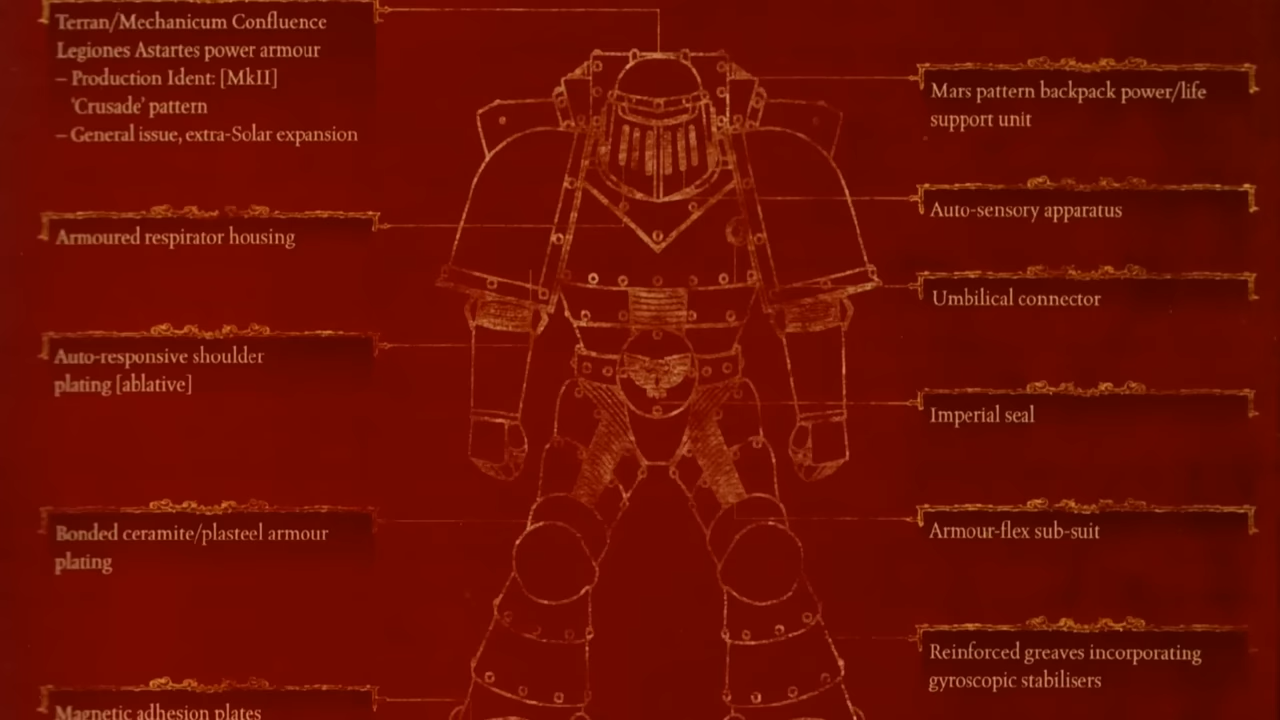 Terran/Mechanicum Confluence
Legiones Astartes power armour
– Production Ident: [MkII]
'Crusade' pattern
– General issue, extra-Solar expansion
Armoured respirator housing
Auto-responsive shoulder
plating [ablative]
Bonded ceramite/plasteel armour
plating
Magnetic adhesion plates
Mars pattern backpack power/life
support unit
Auto-sensory apparatus
Umbilical connector
Imperial seal
Armour-flex sub-suit
Reinforced greaves incorporating
gyroscopic stabilisers